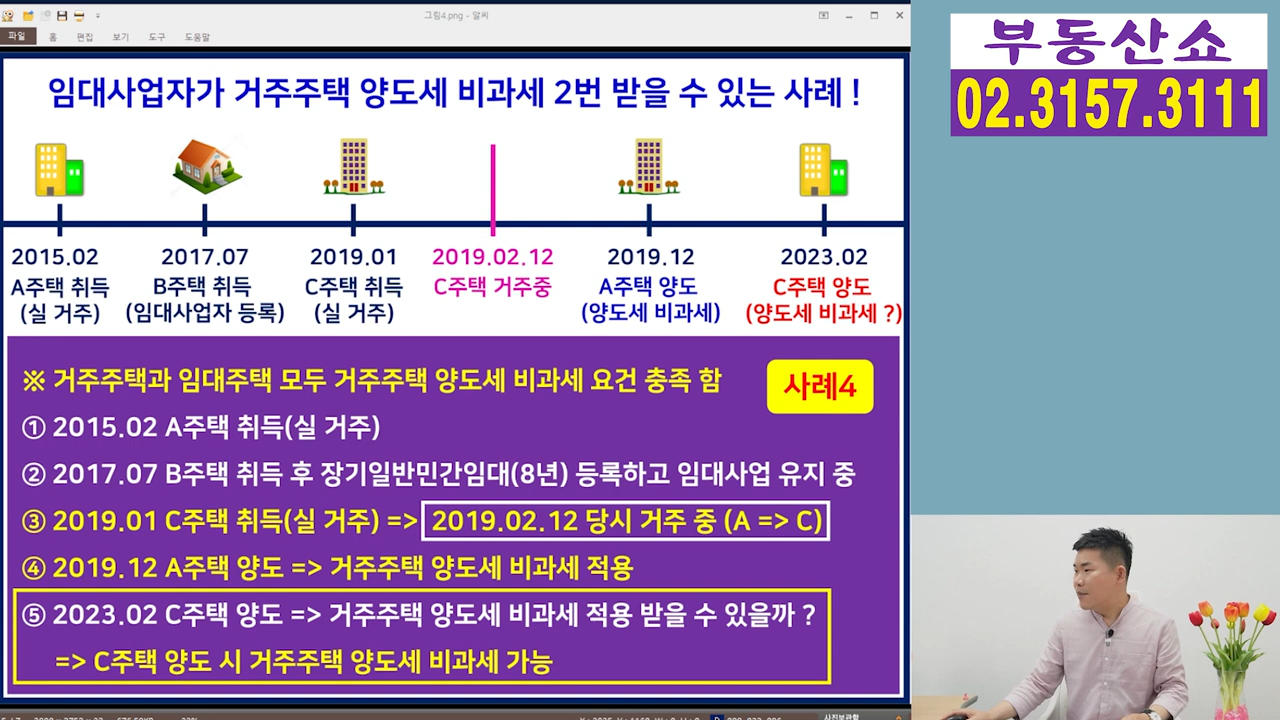 그림4.png - 알씨
파일 홈 편집 보기 도구 도움말
부동산쇼
02.3157.3111
임대사업자가 거주주택 양도세 비과세 2번 받을 수 있는 사례 !
2015.02 2017.07 2019.01 2019.02.12 2019.12 2023.02
A주택 취득 B주택 취득 C주택 취득 C주택 거주중 A주택 양도 C주택 양도
(실 거주) (임대사업자 등록) (실 거주) (양도세 비과세) (양도세 비과세 ?)
※ 거주주택과 임대주택 모두 거주주택 양도세 비과세 요건 충족 함
사례4
① 2015.02 A주택 취득(실 거주)
② 2017.07 B주택 취득 후 장기일반민간임대(8년) 등록하고 임대사업 유지 중
③ 2019.01 C주택 취득(실 거주) => 2019.02.12 당시 거주 중 (A => C)
④ 2019.12 A주택 양도 => 거주주택 양도세 비과세 적용
⑤ 2023.02 C주택 양도 => 거주주택 양도세 비과세 적용 받을 수 있을까 ?
=> C주택 양도 시 거주주택 양도세 비과세 가능